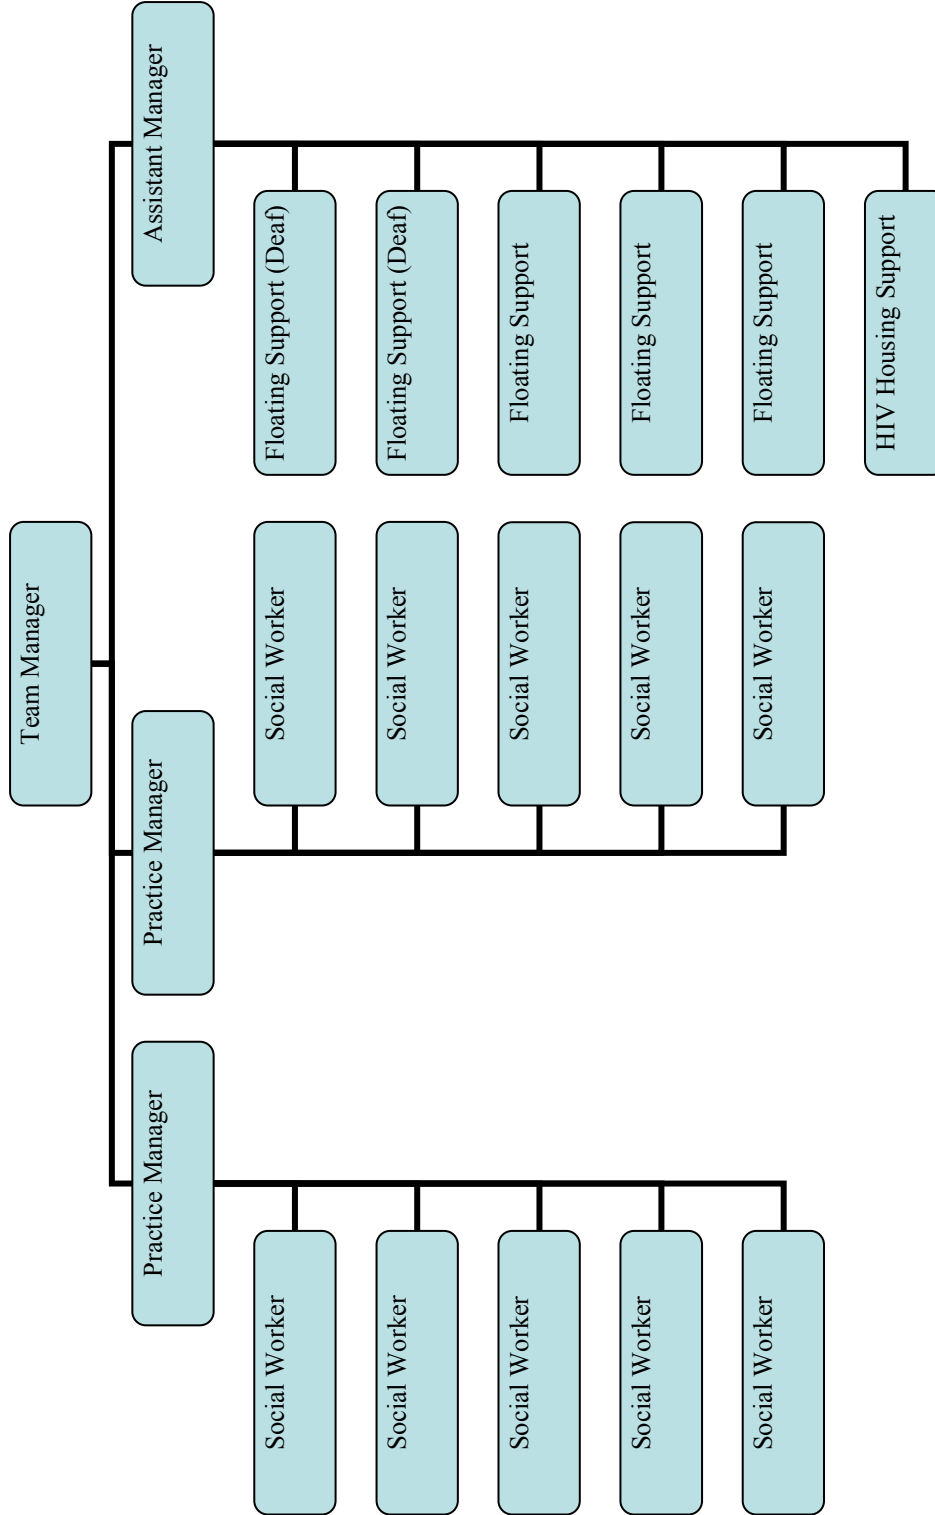 Team Manager
Practice Manager
Practice Manager
Assistant Manager
Social Worker
Social Worker
Floating Support (Deaf)
Social Worker
Social Worker
Floating Support (Deaf)
Social Worker
Social Worker
Floating Support
Social Worker
Social Worker
Floating Support
Social Worker
Social Worker
Floating Support
HIV Housing Support